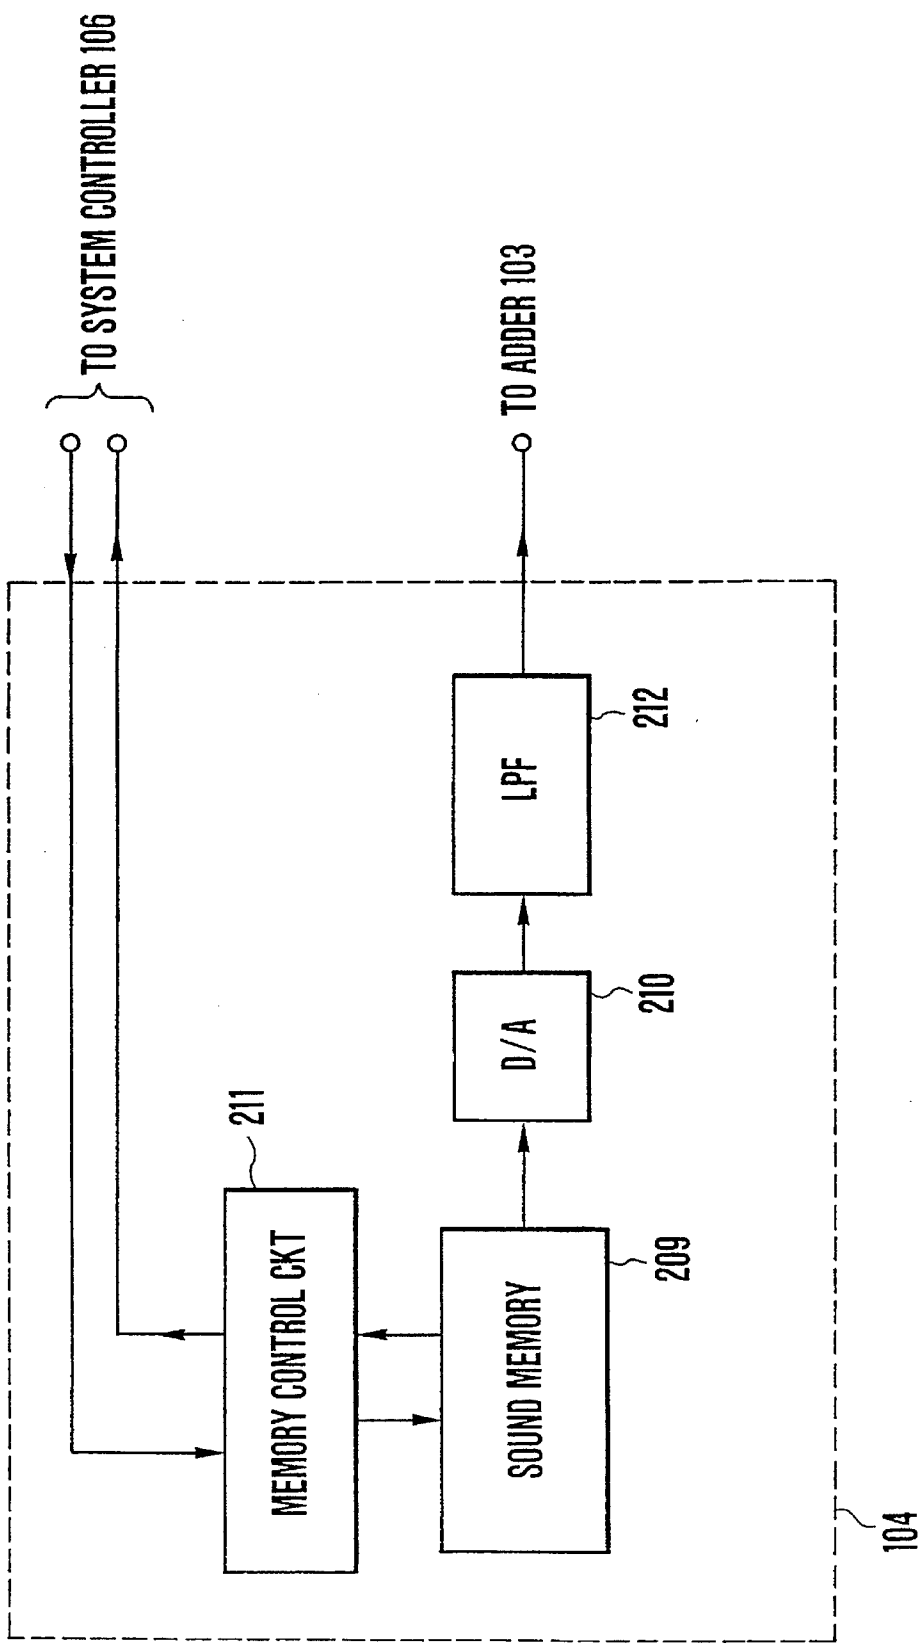 TO SYSTEM CONTROLLER 106
MEMORY CONTROL CKT
211
SOUND MEMORY
209
D/A
210
LPF
212
TO ADDER 103
104